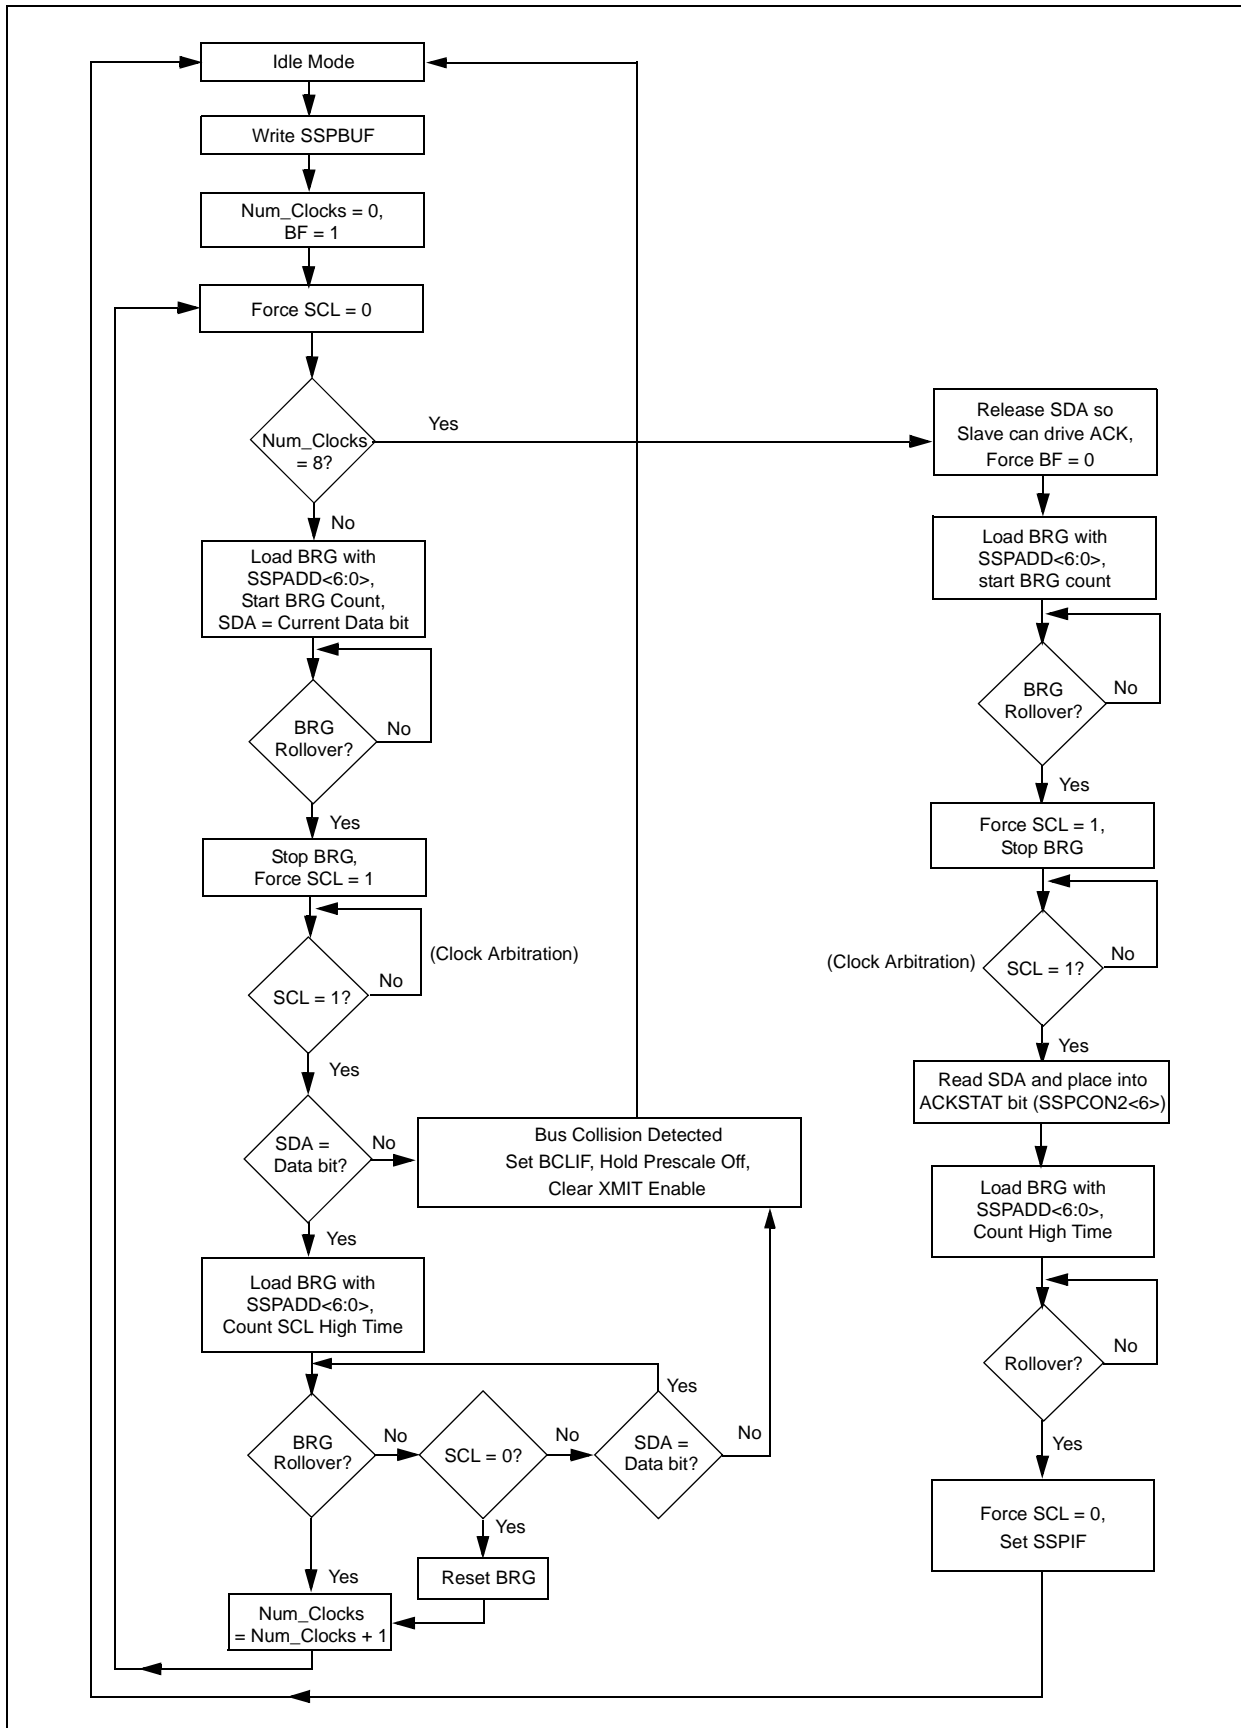 Idle Mode
Write SSPBUF
Num_Clocks = 0,
BF = 1
Force SCL = 0
Num_Clocks
= 8?
Yes
No
Load BRG with
SSPADD<6:0>,
Start BRG Count,
SDA = Current Data bit
BRG
Rollover?
No
Yes
Stop BRG,
Force SCL = 1
(Clock Arbitration)
SCL = 1?
No
Yes
SDA =
Data bit?
No
Bus Collision Detected
Set BCLIF, Hold Prescale Off,
Clear XMIT Enable
Yes
Load BRG with
SSPADD<6:0>,
Count SCL High Time
BRG
Rollover?
No
SCL = 0?
No
SDA =
Data bit?
Yes
No
Yes
Reset BRG
Yes
Num_Clocks
= Num_Clocks + 1
Release SDA so
Slave can drive ACK,
Force BF = 0
Load BRG with
SSPADD<6:0>,
start BRG count
BRG
Rollover?
No
Yes
Force SCL = 1,
Stop BRG
(Clock Arbitration)
SCL = 1?
No
Yes
Read SDA and place into
ACKSTAT bit (SSPCON2<6>)
Load BRG with
SSPADD<6:0>,
Count High Time
Rollover?
No
Yes
Force SCL = 0,
Set SSPIF